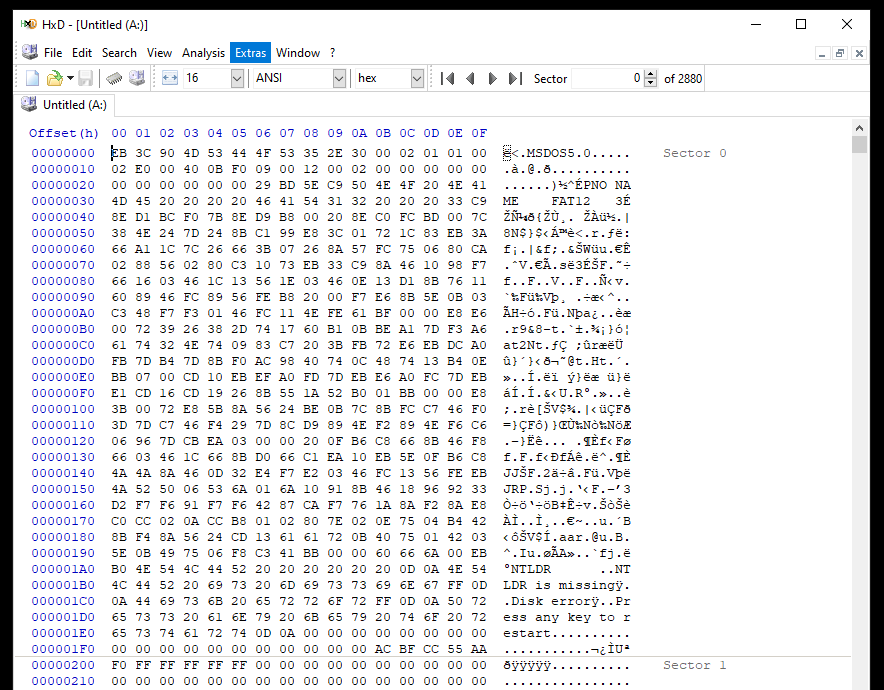 HxD - [Untitled (A:)]
File Edit Search View Analysis Extras Window ?
16 ANSI hex Sector 0 of 2880
Untitled (A:)
Offset(h) 00 01 02 03 04 05 06 07 08 09 0A 0B 0C 0D 0E 0F
00000000 EB 3C 90 4D 53 44 4F 53 35 2E 30 00 02 01 01 00 ë<.MSDOS5.0..... Sector 0
00000010 02 E0 00 40 0B F0 09 00 12 00 02 00 00 00 00 00 .à.@.ð..........
00000020 00 00 00 00 00 00 29 BD 5E C9 50 4E 4F 20 4E 41 ......)½^ÉPNO NA
00000030 4D 45 20 20 20 20 46 41 54 31 32 20 20 20 33 C9 ME    FAT12   3É
00000040 8E D1 BC F0 7B 8E D9 B8 00 20 8E C0 FC BD 00 7C ŽÑ¼ð{ŽÙ¸. ŽÀü½.|
00000050 38 4E 24 7D 24 8B C1 99 E8 3C 01 72 1C 83 EB 3A 8N$}$‹Á™è<.r.ƒë:
00000060 66 A1 1C 7C 26 66 3B 07 26 8A 57 FC 75 06 80 CA f¡.|&f;.&ŠWüu.€Ê
00000070 02 88 56 02 80 C3 10 73 EB 33 C9 8A 46 10 98 F7 .ˆV.€Ã.së3ÉŠF.˜÷
00000080 66 16 03 46 1C 13 56 1E 03 46 0E 13 D1 8B 76 11 f..F..V..F..Ñ‹v.
00000090 60 89 46 FC 89 56 FE B8 20 00 F7 E6 8B 5E 0B 03 `‰Fü‰Vþ¸ .÷æ‹^..
000000A0 C3 48 F7 F3 01 46 FC 11 4E FE 61 BF 00 00 E8 E6 ÃH÷ó.Fü.Nþa¿..èæ
000000B0 00 72 39 26 38 2D 74 17 60 B1 0B BE A1 7D F3 A6 .r9&8-t.`±.¾¡}ó¦
000000C0 61 74 32 4E 74 09 83 C7 20 3B FB 72 E6 EB DC A0 at2Nt.ƒÇ ;ûræëÜ 
000000D0 FB 7D B4 7D 8B F0 AC 98 40 74 0C 48 74 13 B4 0E û}´}‹ð¬˜@t.Ht.´.
000000E0 BB 07 00 CD 10 EB EF A0 FD 7D EB E6 A0 FC 7D EB »..Í.ëï ý}ëæ ü}ë
000000F0 E1 CD 16 CD 19 26 8B 55 1A 52 B0 01 BB 00 00 E8 áÍ.Í.&‹U.R°.»..è
00000100 3B 00 72 E8 5B 8A 56 24 BE 0B 7C 8B FC C7 46 F0 ;.rè[ŠV$¾.|‹üÇFð
00000110 3D 7D C7 46 F4 29 7D 8C D9 89 4E F2 89 4E F6 C6 =}ÇFô)}ŒÙ‰Nò‰NöÆ
00000120 06 96 7D CB EA 03 00 00 20 0F B6 C8 66 8B 46 F8 .–}Ëê... .¶Èf‹Fø
00000130 66 03 46 1C 66 8B D0 66 C1 EA 10 EB 5E 0F B6 C8 f.F.f‹ÐfÁê.ë^.¶È
00000140 4A 4A 8A 46 0D 32 E4 F7 E2 03 46 FC 13 56 FE EB JJŠF.2ä÷â.Fü.Vþë
00000150 4A 52 50 06 53 6A 01 6A 10 91 8B 46 18 96 92 33 JRP.Sj.j.‘‹F.–’3
00000160 D2 F7 F6 91 F7 F6 42 87 CA F7 76 1A 8A F2 8A E8 Ò÷ö‘÷öB‡Ê÷v.ŠòŠè
00000170 C0 CC 02 0A CC B8 01 02 80 7E 02 0E 75 04 B4 42 ÀÌ..Ì¸..€~..u.´B
00000180 8B F4 8A 56 24 CD 13 61 61 72 0B 40 75 01 42 03 ‹ôŠV$Í.aar.@u.B.
00000190 5E 0B 49 75 06 F8 C3 41 BB 00 00 60 66 6A 00 EB ^.Iu.øÃA»..`fj.ë
000001A0 B0 4E 54 4C 44 52 20 20 20 20 20 20 0D 0A 4E 54 °NTLDR      ..NT
000001B0 4C 44 52 20 69 73 20 6D 69 73 73 69 6E 67 FF 0D LDR is missingÿ.
000001C0 0A 44 69 73 6B 20 65 72 72 6F 72 FF 0D 0A 50 72 .Disk errorÿ..Pr
000001D0 65 73 73 20 61 6E 79 20 6B 65 79 20 74 6F 20 72 ess any key to r
000001E0 65 73 74 61 72 74 0D 0A 00 00 00 00 00 00 00 00 estart..........
000001F0 00 00 00 00 00 00 00 00 00 00 00 AC BF CC 55 AA ...........¬¿ÌUª
00000200 F0 FF FF FF FF FF 00 00 00 00 00 00 00 00 00 00 ðÿÿÿÿÿ.......... Sector 1
00000210 00 00 00 00 00 00 00 00 00 00 00 00 00 00 00 00 ................